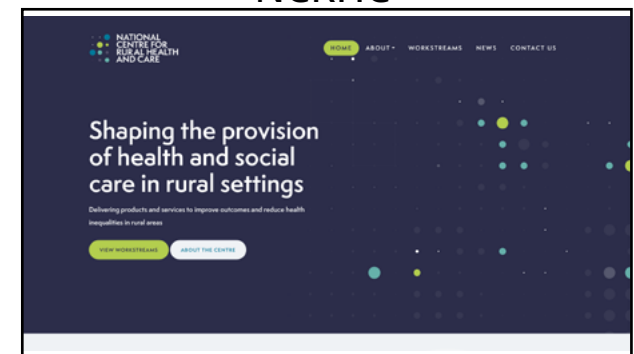 NCRHC
NATIONAL
CENTRE FOR
RURAL HEALTH
AND CARE
HOME ABOUT WORKSTREAMS NEWS CONTACT US
Shaping the provision
of health and social
care in rural settings
Delivering products and services to improve outcomes and reduce health
inequalities in rural areas
VIEW WORKSTREAMS ABOUT THE CENTRE